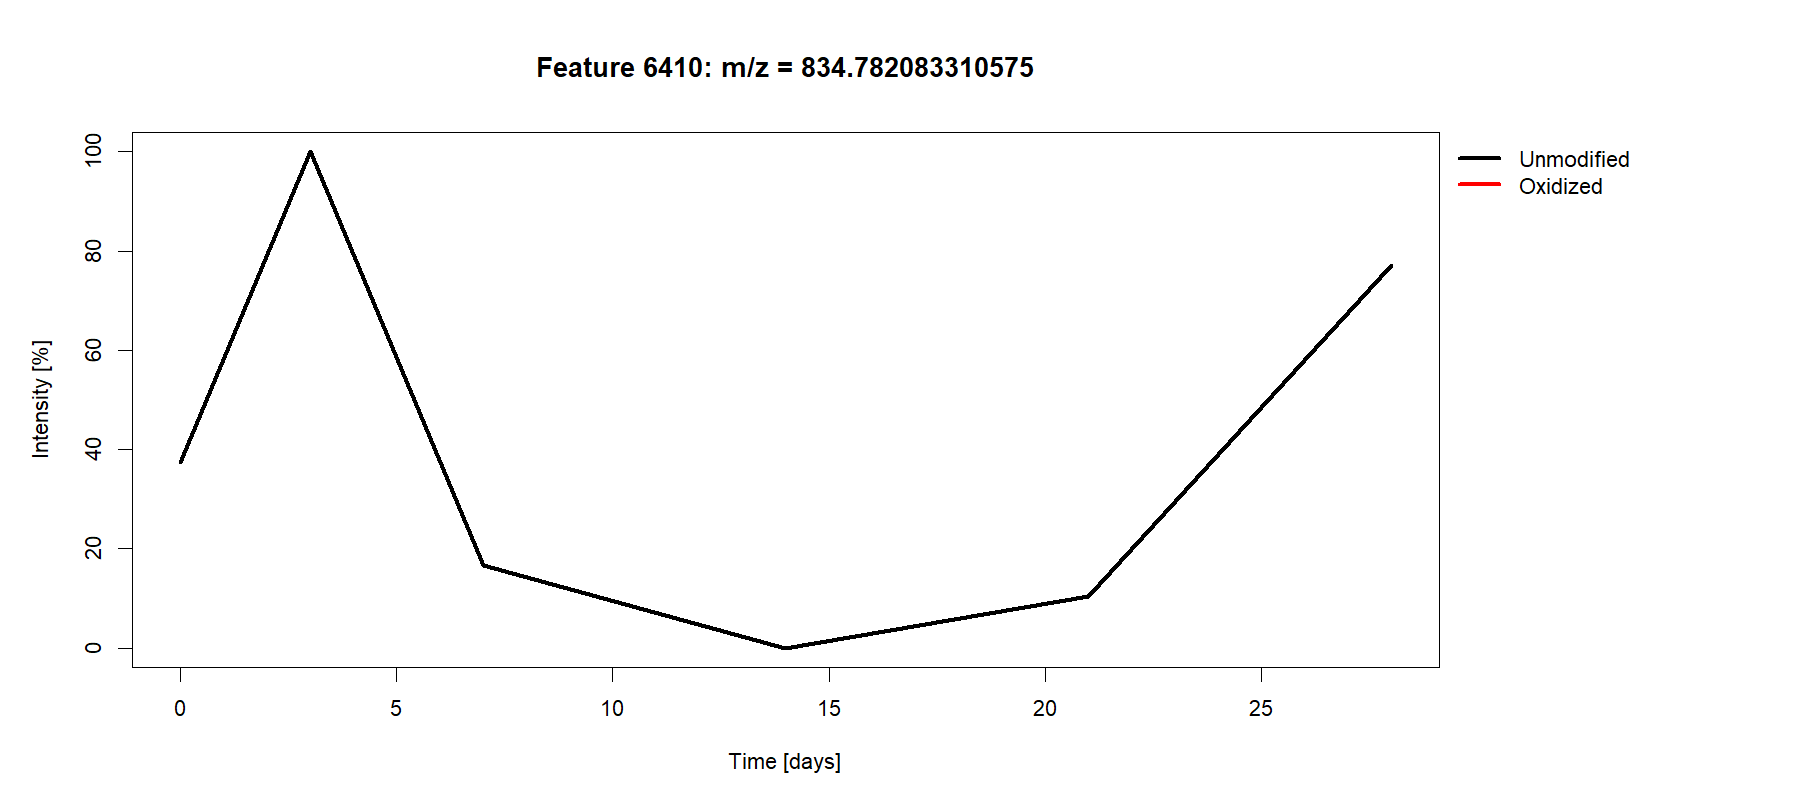 Feature 6410: m/z = 834.782083310575
Unmodified
Oxidized
Intensity [%]
100
80
60
40
20
0
0 5 10 15 20 25
Time [days]